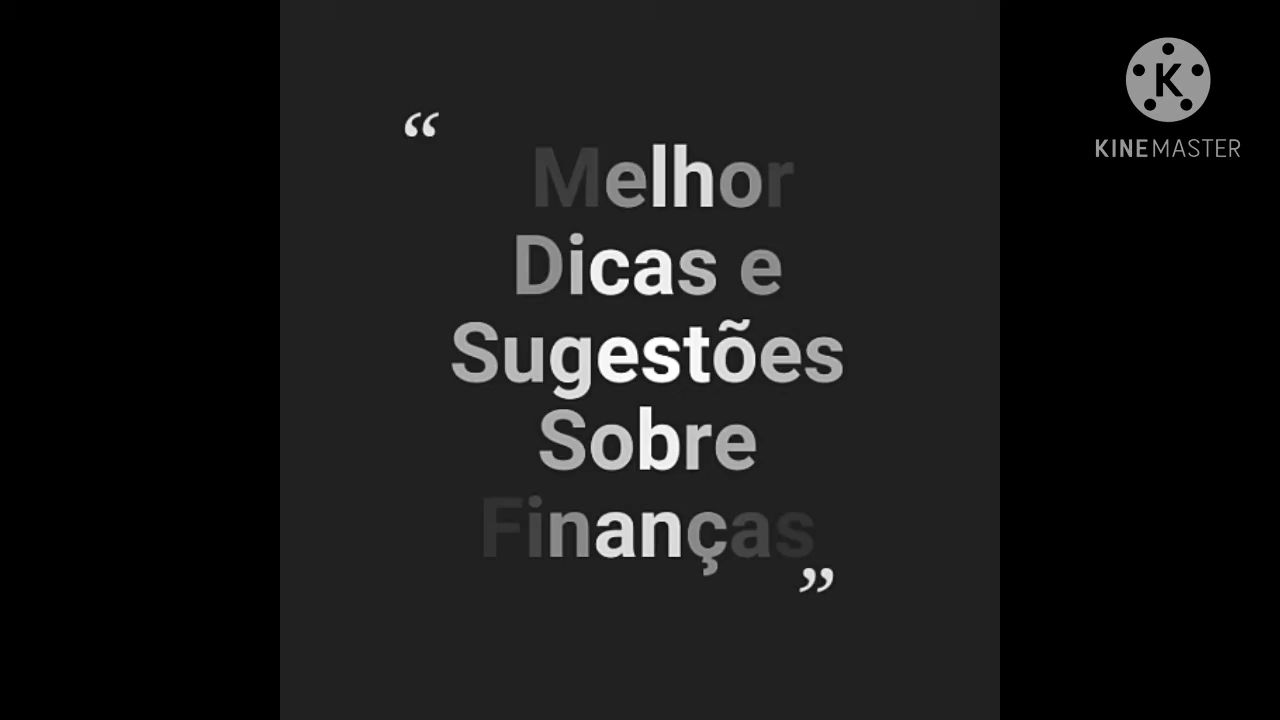 “
Melhor
Dicas e
Sugestões
Sobre
Finanças
”
K
KINEMASTER